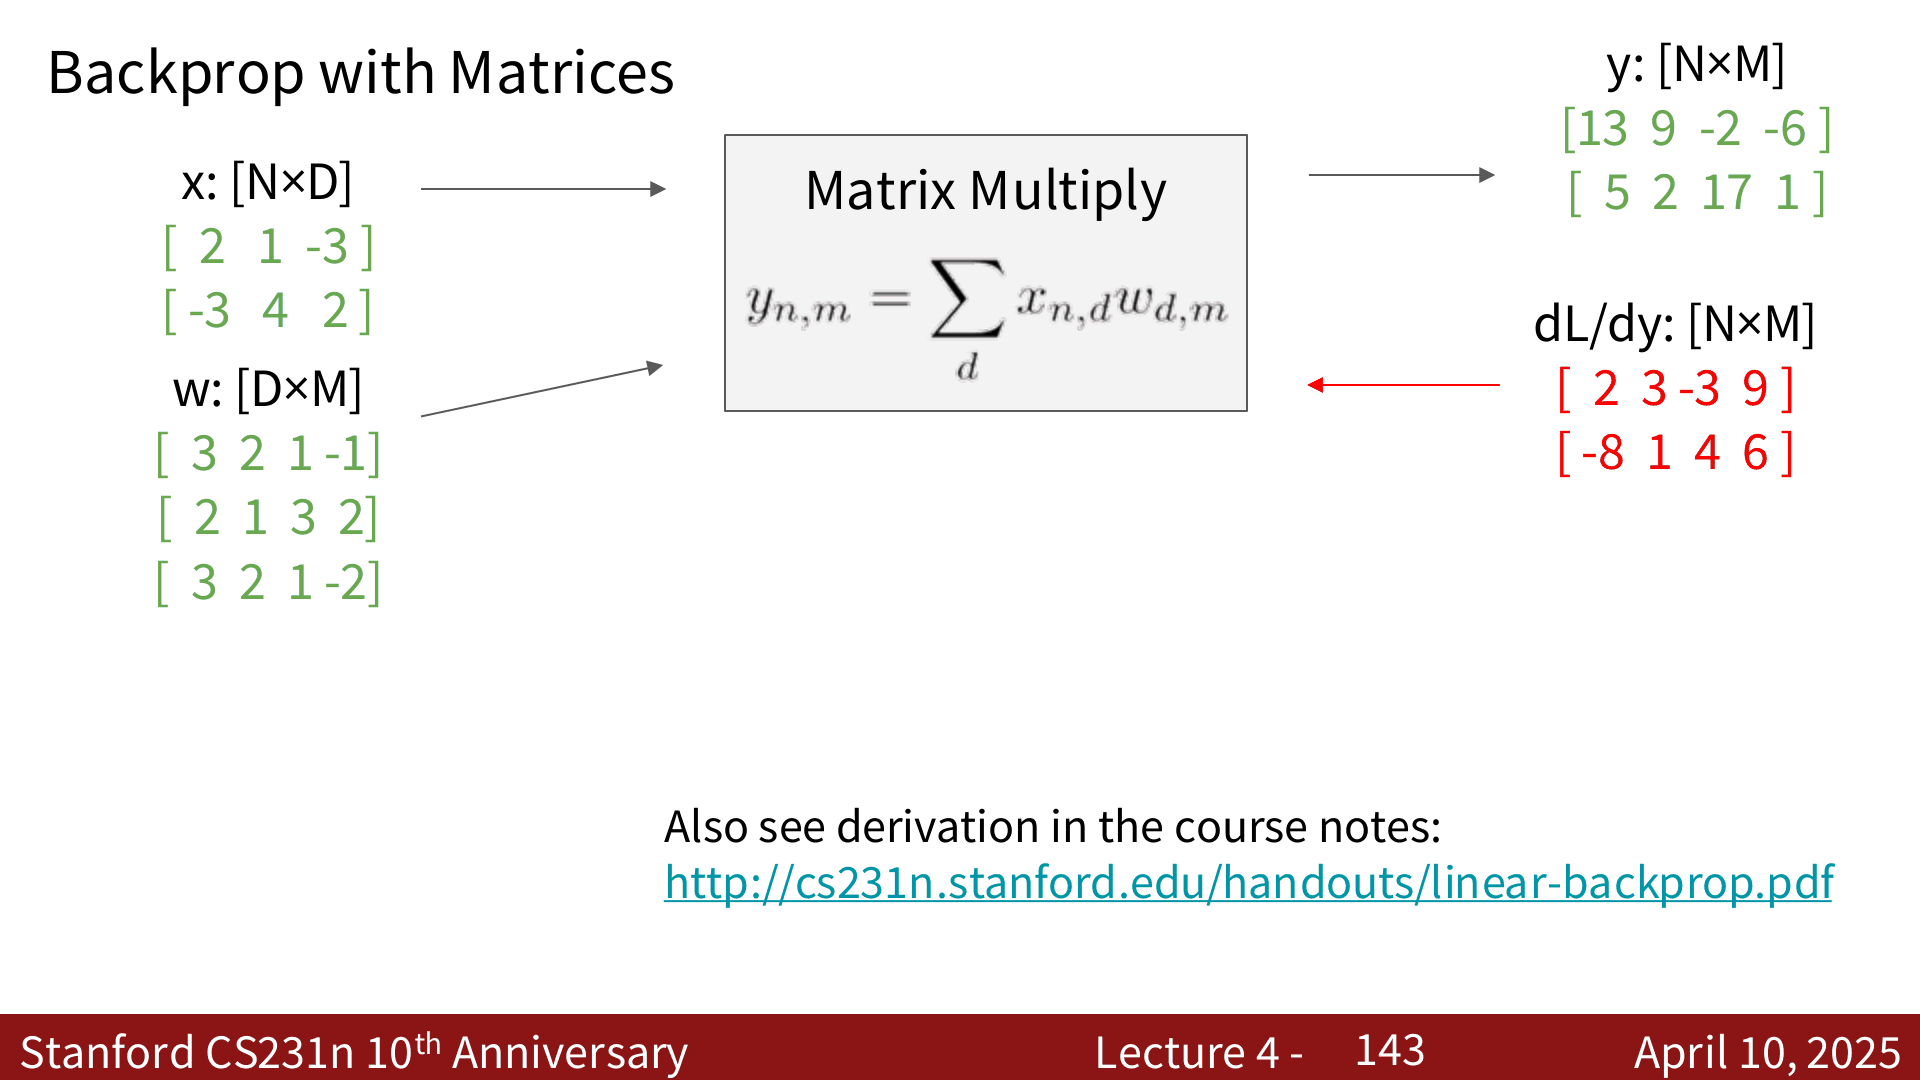 Backprop with Matrices
x: [N×D]
[ 2 1 -3 ]
[ -3 4 2 ]
w: [D×M]
[ 3 2 1 -1]
[ 2 1 3 2]
[ 3 2 1 -2]
Matrix Multiply
y_{n,m} = \sum_d x_{n,d} w_{d,m}
y: [N×M]
[13 9 -2 -6 ]
[ 5 2 17 1 ]
dL/dy: [N×M]
[ 2 3 -3 9 ]
[ -8 1 4 6 ]
Also see derivation in the course notes:
http://cs231n.stanford.edu/handouts/linear-backprop.pdf
Stanford CS231n 10th Anniversary
Lecture 4 - 143
April 10, 2025